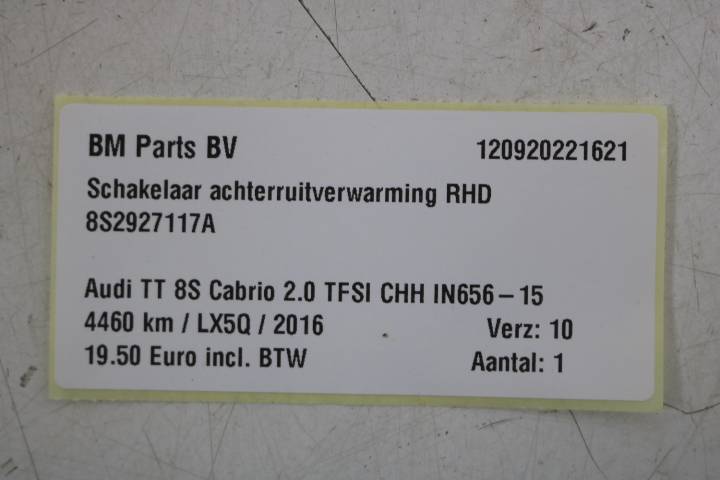 BM Parts BV 120920221621
Schakelaar achterruitverwarming RHD
8S2927117A
Audi TT 8S Cabrio 2.0 TFSI CHH IN656-15
4460 km / LX5Q / 2016 Verz: 10
19.50 Euro incl. BTW Aantal: 1